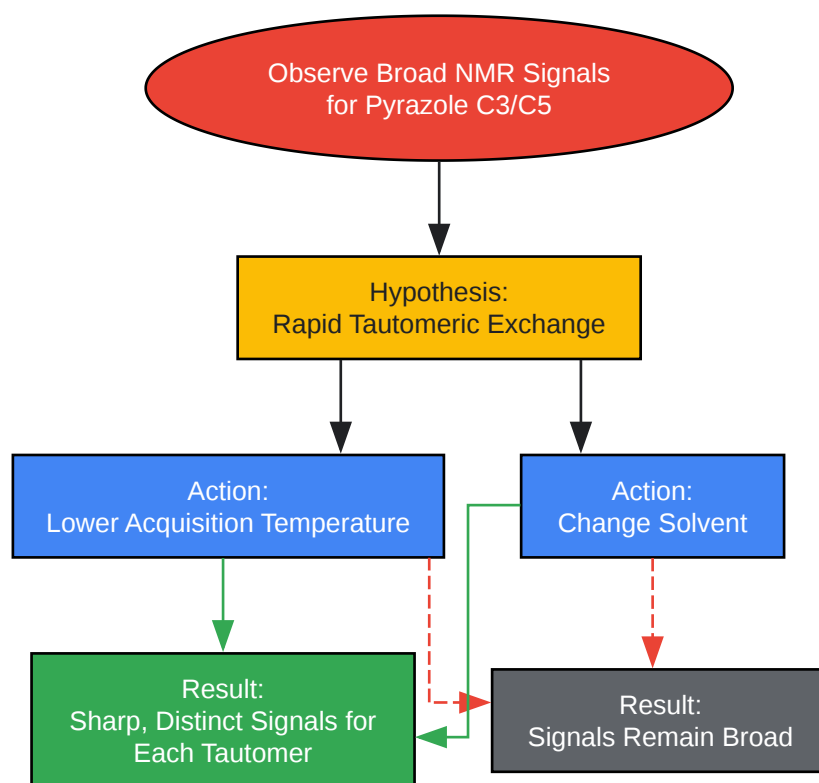 Observe Broad NMR Signals
for Pyrazole C3/C5
Hypothesis:
Rapid Tautomeric Exchange
Action:
Lower Acquisition Temperature
Action:
Change Solvent
Result:
Sharp, Distinct Signals for
Each Tautomer
Result:
Signals Remain Broad